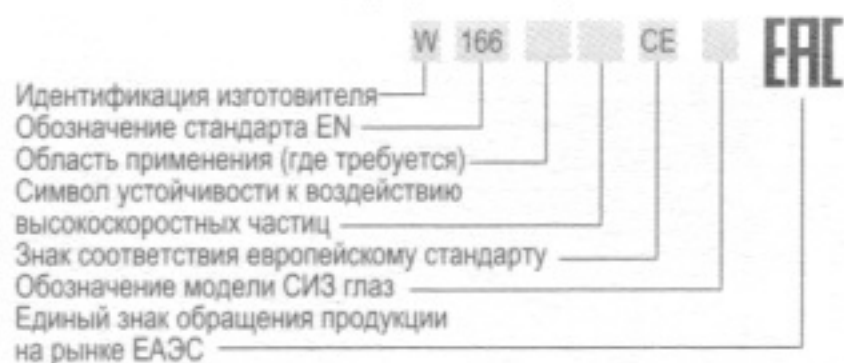 W 166 CE EAC
Идентификация изготовителя
Обозначение стандарта EN
Область применения (где требуется)
Символ устойчивости к воздействию
высокоскоростных частиц
Знак соответствия европейскому стандарту
Обозначение модели СИЗ глаз
Единый знак обращения продукции
на рынке ЕАЭС